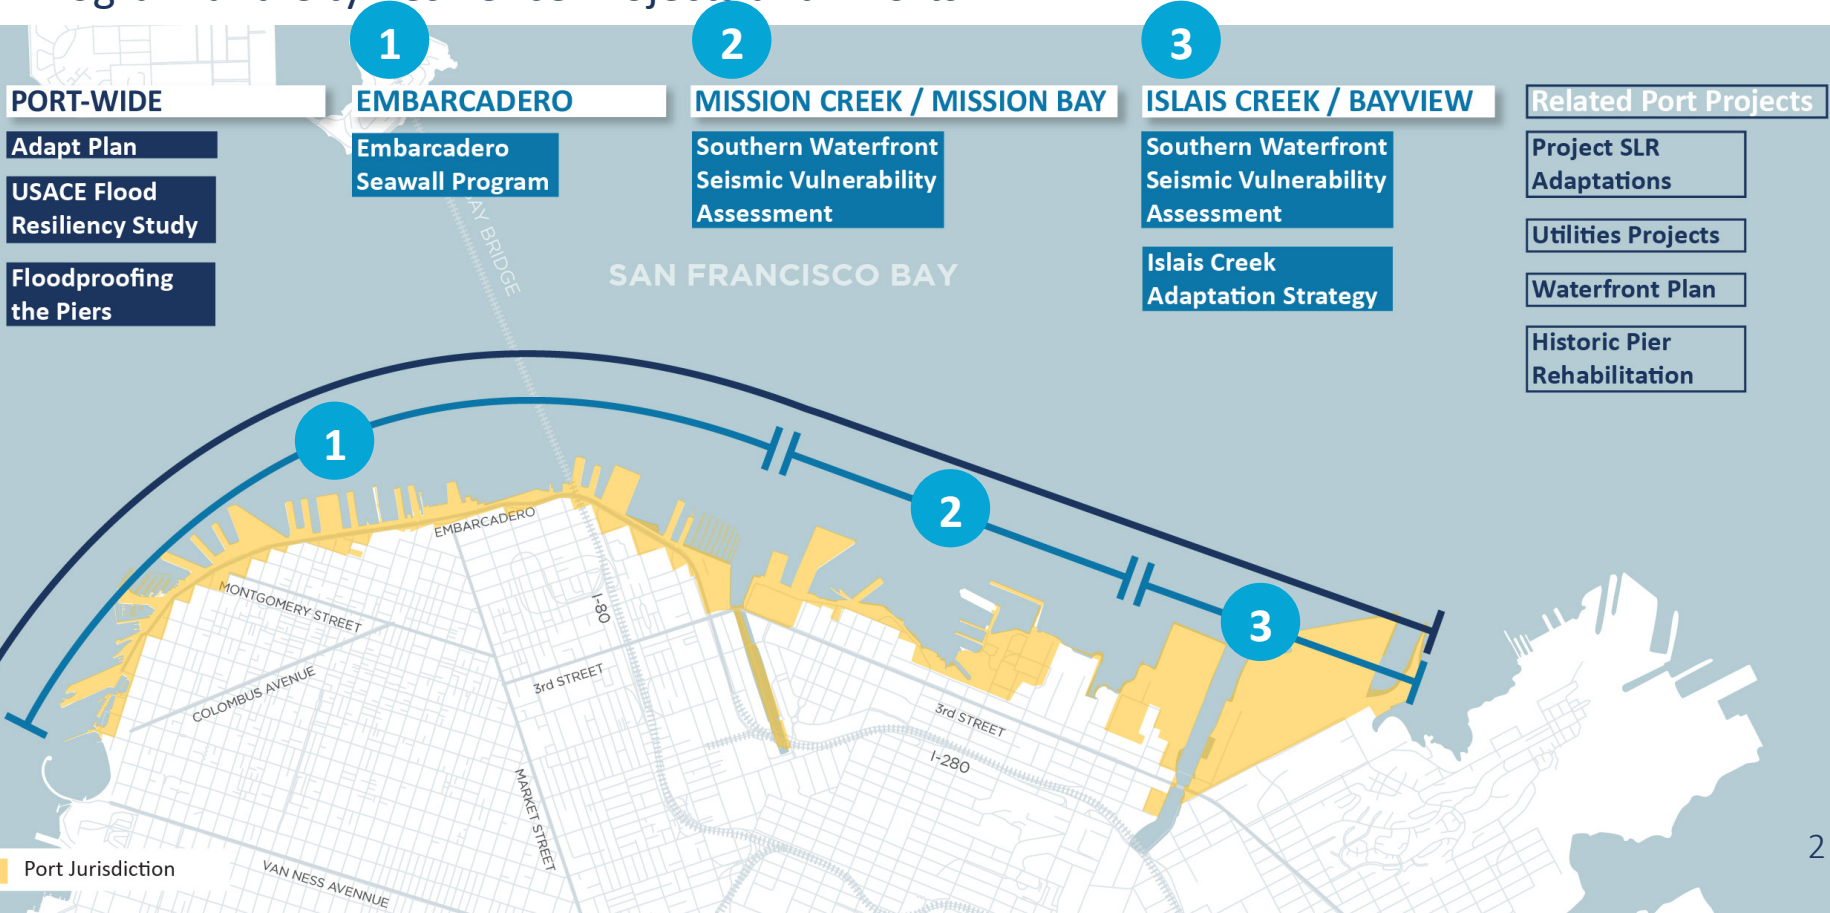 1
2
3
PORT-WIDE
Adapt Plan
USACE Flood
Resiliency Study
Floodproofing
the Piers
EMBARCADERO
Embarcadero
Seawall Program
MISSION CREEK / MISSION BAY
Southern Waterfront
Seismic Vulnerability
Assessment
ISLAIS CREEK / BAYVIEW
Southern Waterfront
Seismic Vulnerability
Assessment
Islais Creek
Adaptation Strategy
Related Port Projects
Project SLR
Adaptations
Utilities Projects
Waterfront Plan
Historic Pier
Rehabilitation
BAY BRIDGE
SAN FRANCISCO BAY
1
2
3
EMBARCADERO
MONTGOMERY STREET
I-80
COLOMBUS AVENUE
3rd STREET
3rd STREET
I-280
MARKET STREET
VAN NESS AVENNUE
Port Jurisdiction
2